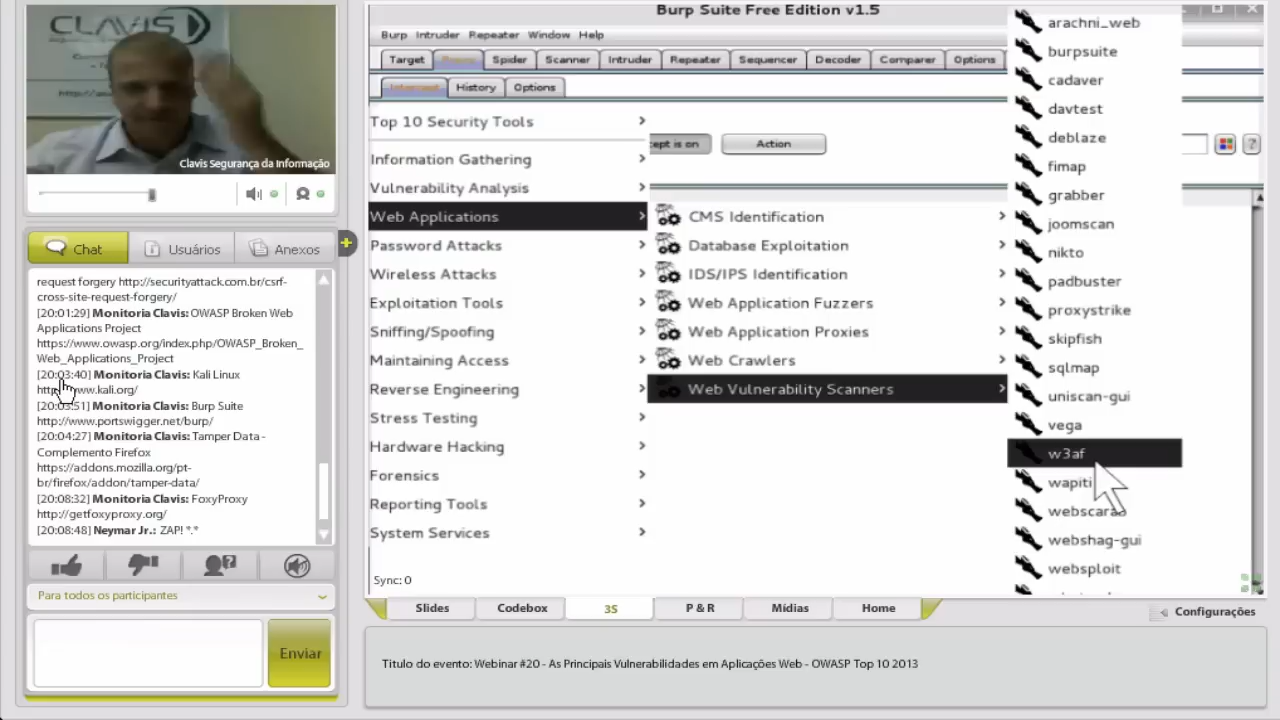 CLAVIS
Clavis Segurança da Informação
Chat
Usuários
Anexos
request forgery http://securityattack.com.br/csrf-
cross-site-request-forgery/
[20:01:29] Monitoria Clavis: OWASP Broken Web
Applications Project
https://www.owasp.org/index.php/OWASP_Broken_
Web_Applications_Project
[20:03:40] Monitoria Clavis: Kali Linux
http://www.kali.org/
[20:03:51] Monitoria Clavis: Burp Suite
http://www.portswigger.net/burp/
[20:04:27] Monitoria Clavis: Tamper Data -
Complemento Firefox
https://addons.mozilla.org/pt-
br/firefox/addon/tamper-data/
[20:08:32] Monitoria Clavis: FoxyProxy
http://getfoxyproxy.org/
[20:08:48] Neymar Jr.: ZAP! *.*
Para todos os participantes
Enviar
Burp Suite Free Edition v1.5
Burp Intruder Repeater Window Help
Target Spider Scanner Intruder Repeater Sequencer Decoder Comparer Options
Intercept History Options
ept is on
Action
?
Top 10 Security Tools
Information Gathering
Vulnerability Analysis
Web Applications
Password Attacks
Wireless Attacks
Exploitation Tools
Sniffing/Spoofing
Maintaining Access
Reverse Engineering
Stress Testing
Hardware Hacking
Forensics
Reporting Tools
System Services
CMS Identification
Database Exploitation
IDS/IPS Identification
Web Application Fuzzers
Web Application Proxies
Web Crawlers
Web Vulnerability Scanners
arachni_web
burpsuite
cadaver
davtest
deblaze
fimap
grabber
joomscan
nikto
padbuster
proxystrike
skipfish
sqlmap
uniscan-gui
vega
w3af
wapiti
webscarab
webshag-gui
websploit
Sync: 0
Slides
Codebox
3S
P & R
Mídias
Home
Configurações
Titulo do evento: Webinar #20 - As Principais Vulnerabilidades em Aplicações Web - OWASP Top 10 2013